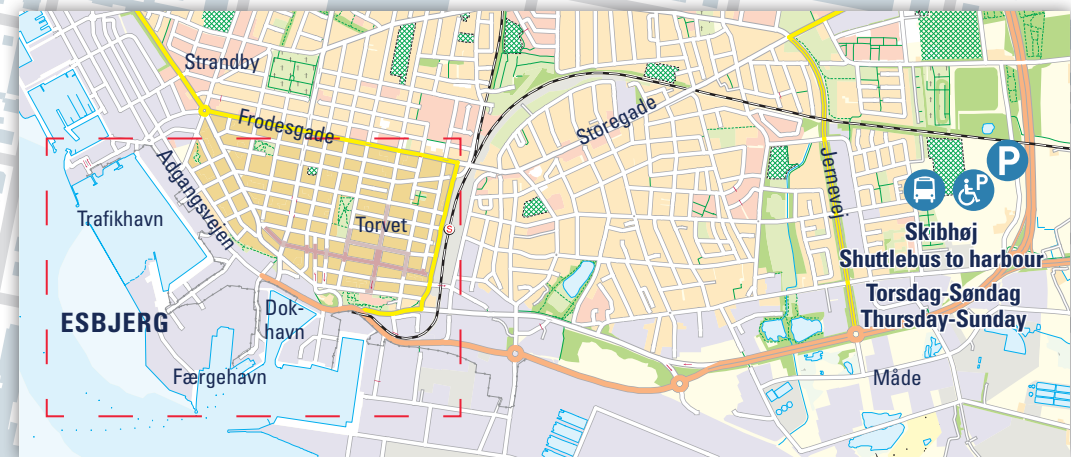 Strandby
Frodesgade
Storegade
Adgangsvejen
Jernevej
P
P
Trafikhavn
Torvet
S
Skibhøj
Shuttlebus to harbour
Torsdag-Søndag
Thursday-Sunday
ESBJERG
Dok-
havn
Færgehavn
Måde